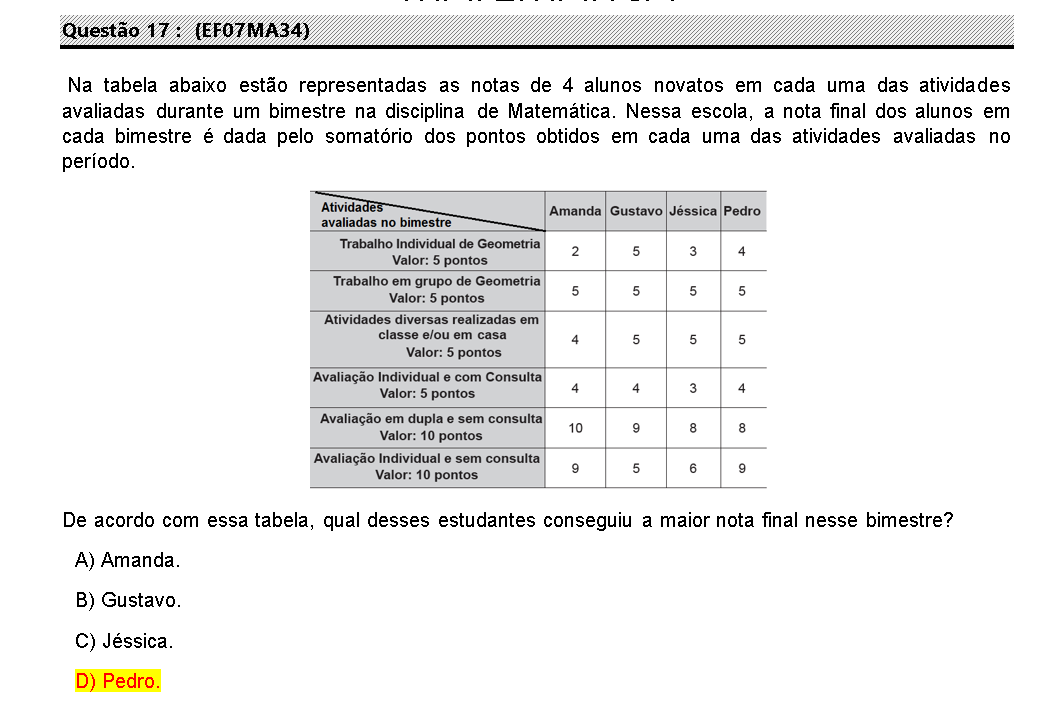 Questão 17 : (EF07MA34)
Na tabela abaixo estão representadas as notas de 4 alunos novatos em cada uma das atividades
avaliadas durante um bimestre na disciplina de Matemática. Nessa escola, a nota final dos alunos em
cada bimestre é dada pelo somatório dos pontos obtidos em cada uma das atividades avaliadas no
período.
Atividades
avaliadas no bimestre
Amanda Gustavo Jéssica Pedro
Trabalho Individual de Geometria
Valor: 5 pontos
2 5 3 4
Trabalho em grupo de Geometria
Valor: 5 pontos
5 5 5 5
Atividades diversas realizadas em
classe e/ou em casa
Valor: 5 pontos
4 5 5 5
Avaliação Individual e com Consulta
Valor: 5 pontos
4 4 3 4
Avaliação em dupla e sem consulta
Valor: 10 pontos
10 9 8 8
Avaliação Individual e sem consulta
Valor: 10 pontos
9 5 6 9
De acordo com essa tabela, qual desses estudantes conseguiu a maior nota final nesse bimestre?
A) Amanda.
B) Gustavo.
C) Jéssica.
D) Pedro.